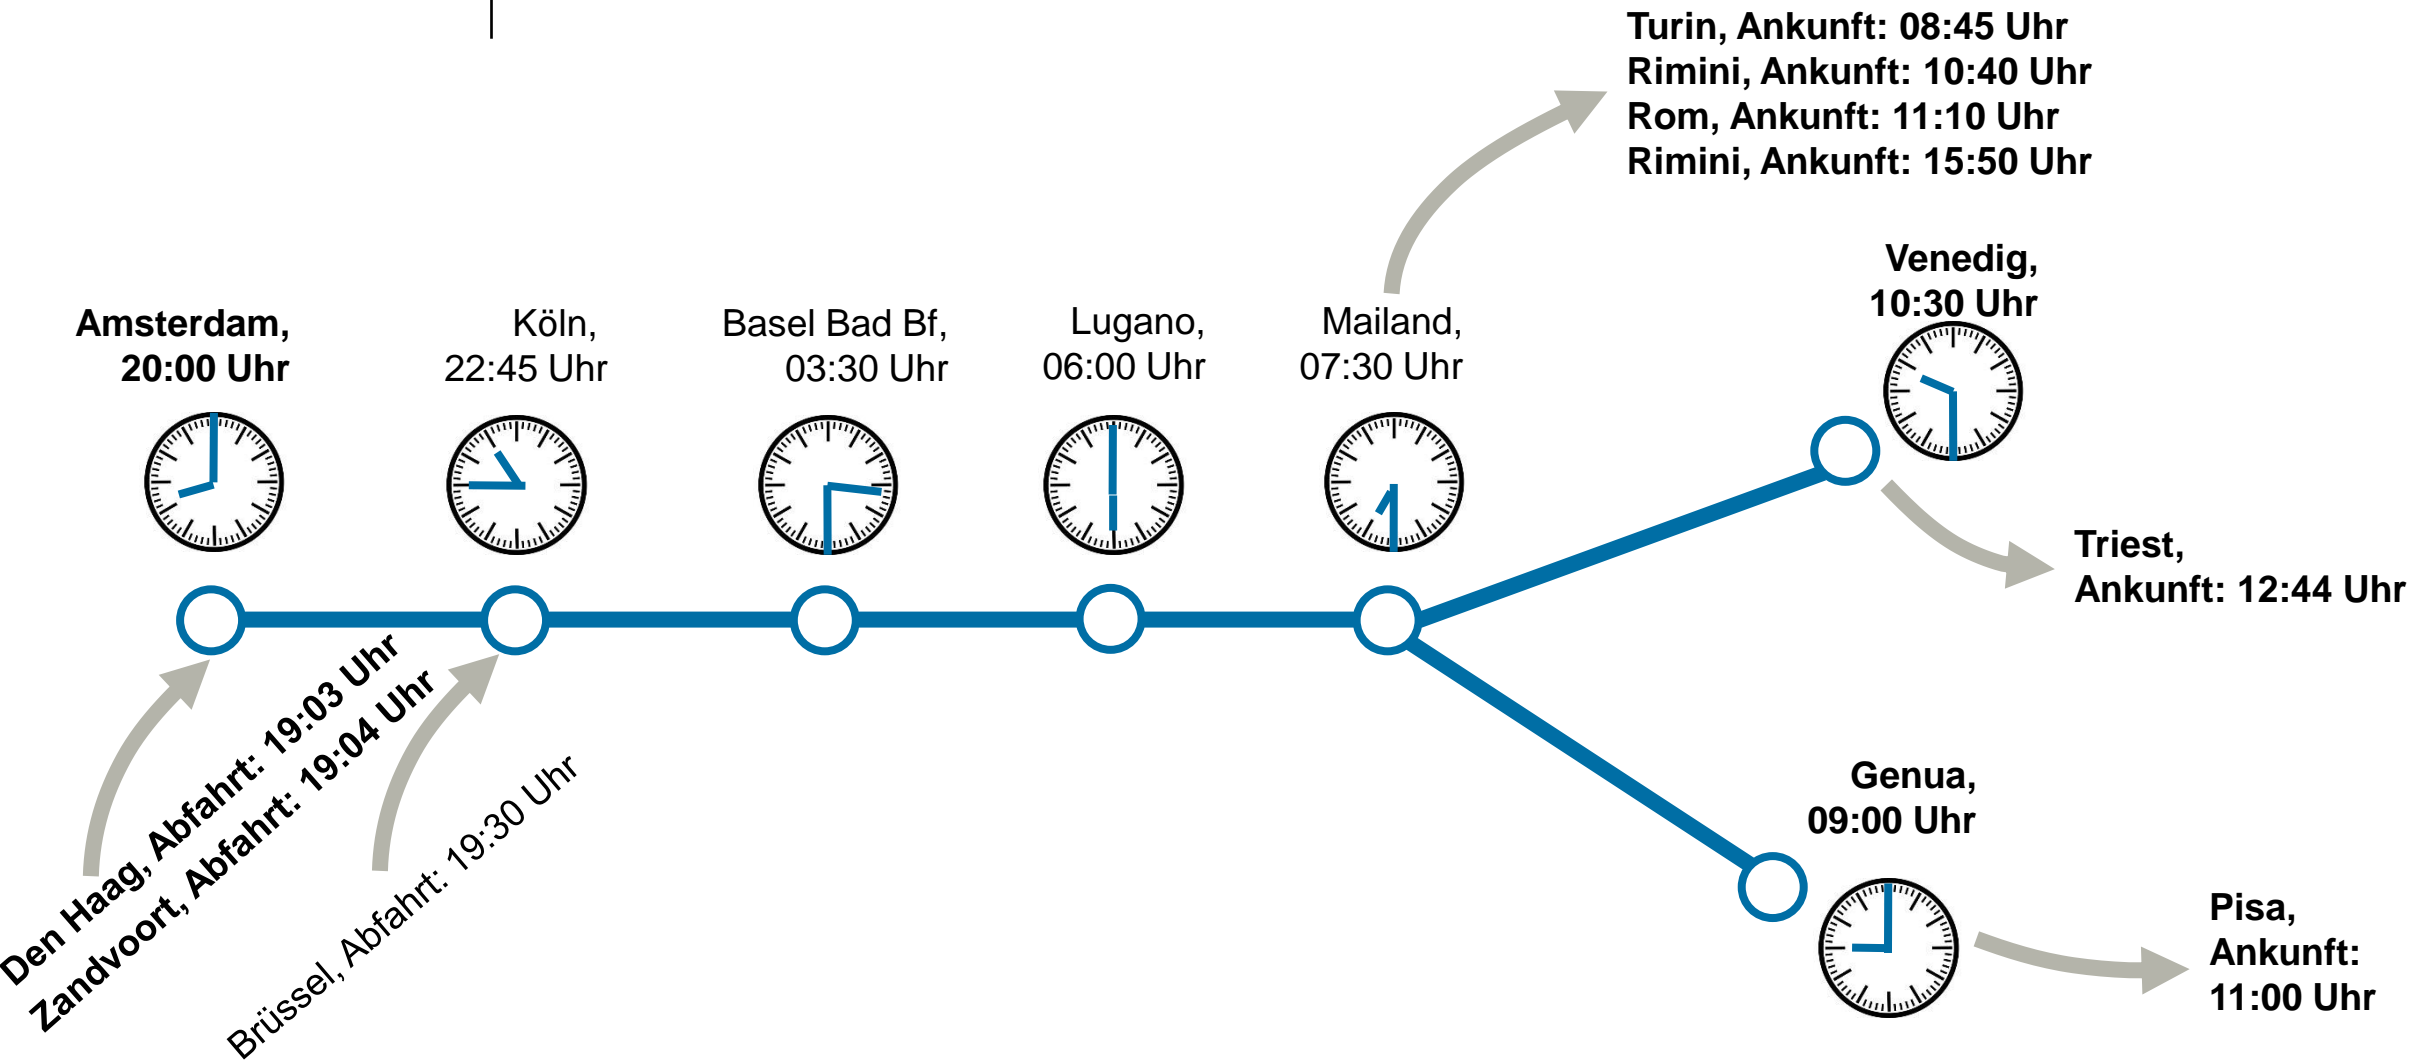 Turin, Ankunft: 08:45 Uhr
Rimini, Ankunft: 10:40 Uhr
Rom, Ankunft: 11:10 Uhr
Rimini, Ankunft: 15:50 Uhr
Amsterdam,
20:00 Uhr
Köln,
22:45 Uhr
Basel Bad Bf,
03:30 Uhr
Lugano,
06:00 Uhr
Mailand,
07:30 Uhr
Venedig,
10:30 Uhr
Triest,
Ankunft: 12:44 Uhr
Den Haag, Abfahrt: 19:03 Uhr
Zandvoort, Abfahrt: 19:04 Uhr
Brüssel, Abfahrt: 19:30 Uhr
Genua,
09:00 Uhr
Pisa,
Ankunft:
11:00 Uhr